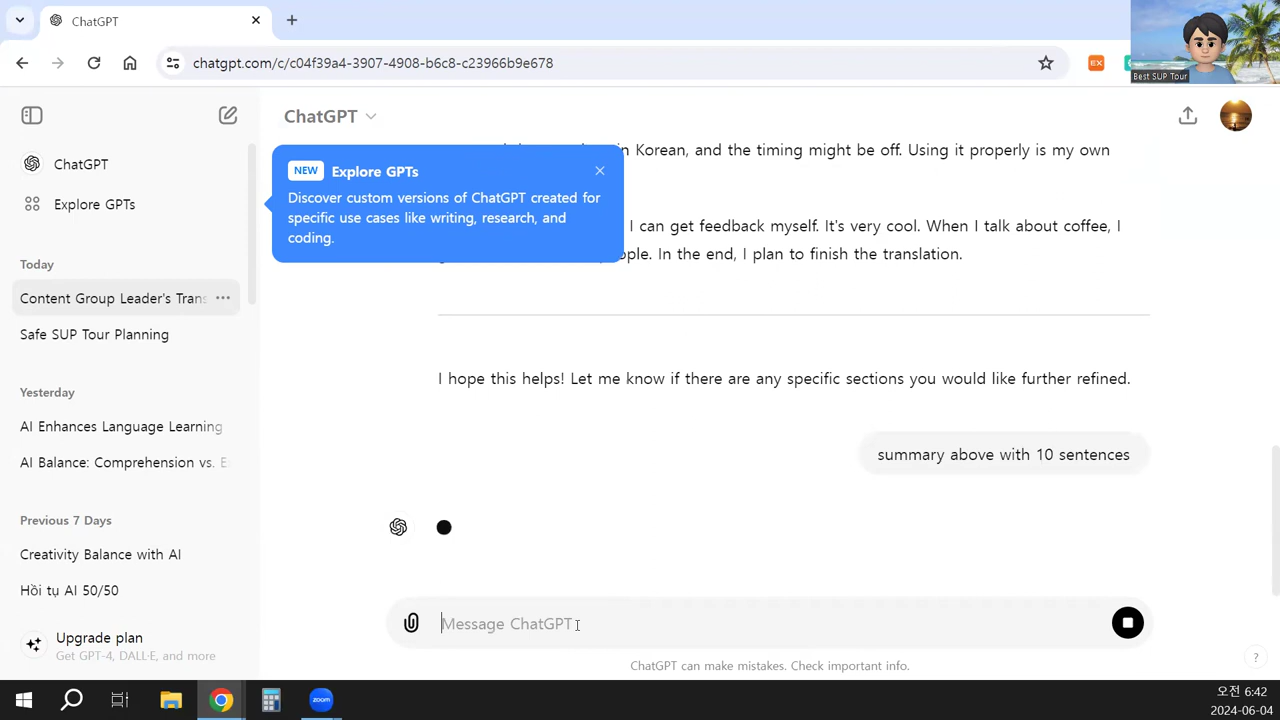 ChatGPT
chatgpt.com/c/c04f39a4-3907-4908-b6c8-c23966b9e678
EX
Best SUP Tour
ChatGPT
ChatGPT
Explore GPTs
Today
Content Group Leader's Trans
Safe SUP Tour Planning
Yesterday
AI Enhances Language Learning
AI Balance: Comprehension vs. E
Previous 7 Days
Creativity Balance with AI
Hồi tụ AI 50/50
Upgrade plan
Get GPT-4, DALL·E, and more
NEW Explore GPTs
Discover custom versions of ChatGPT created for
specific use cases like writing, research, and
coding.
in Korean, and the timing might be off. Using it properly is my own
I can get feedback myself. It's very cool. When I talk about coffee, I
In the end, I plan to finish the translation.
I hope this helps! Let me know if there are any specific sections you would like further refined.
summary above with 10 sentences
Message ChatGPT
ChatGPT can make mistakes. Check important info.
?
zoom
오전 6:42
2024-06-04